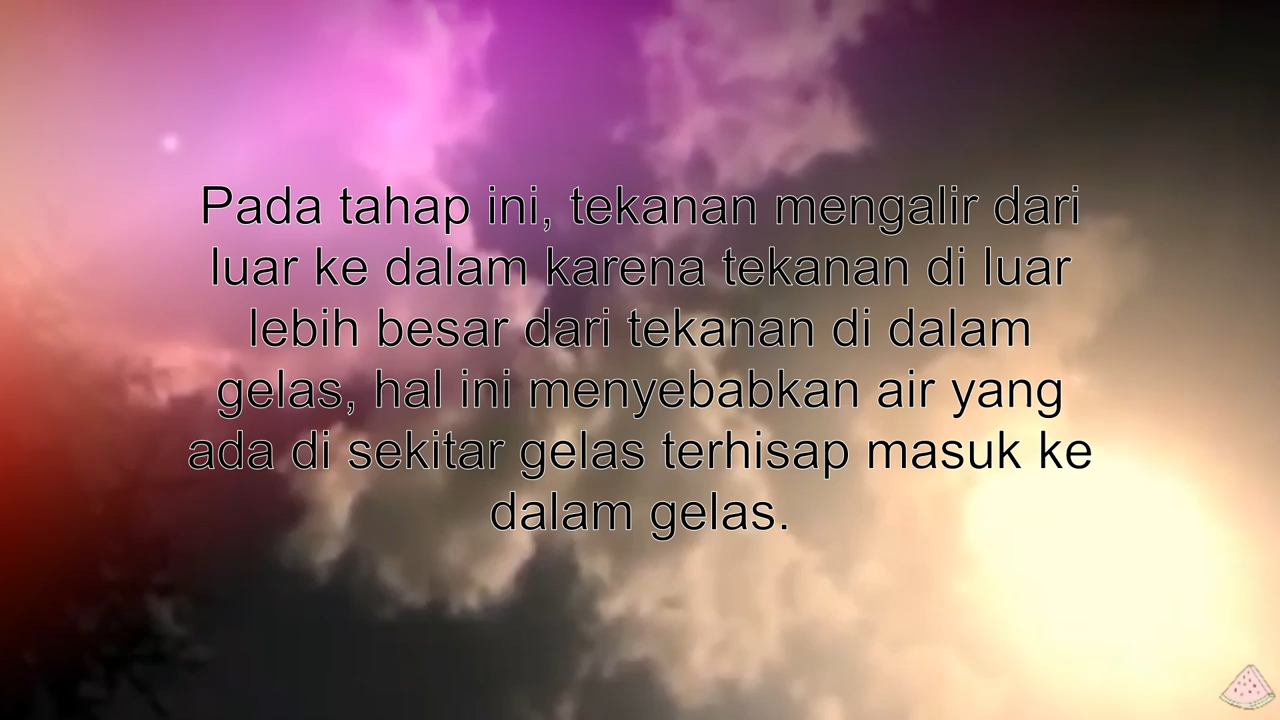 Pada tahap ini, tekanan mengalir dari
luar ke dalam karena tekanan di luar
lebih besar dari tekanan di dalam
gelas, hal ini menyebabkan air yang
ada di sekitar gelas terhisap masuk ke
dalam gelas.